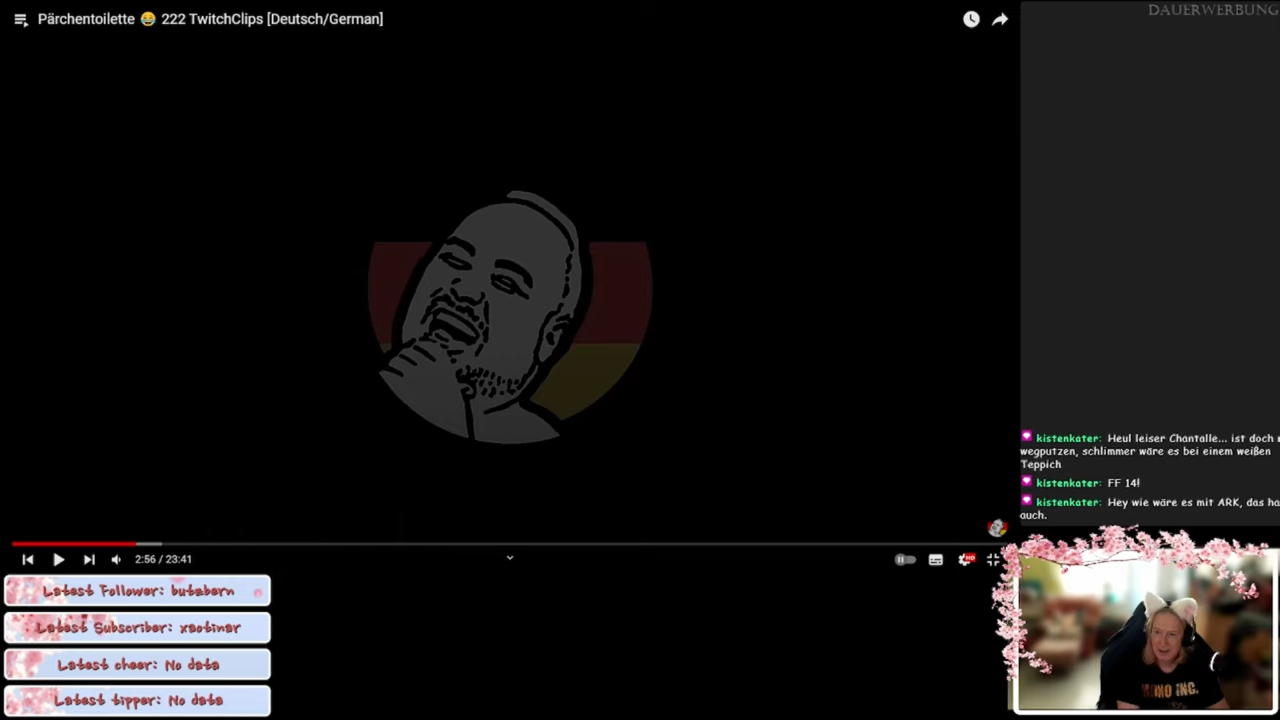 Pärchentoilette 😂 222 TwitchClips [Deutsch/German]
DAUERWERBUNG
kistenkater: Heul leiser Chantalle... ist doch
wegputzen, schlimmer wäre es bei einem weißen
Teppich
kistenkater: FF 14!
kistenkater: Hey wie wäre es mit ARK, das
auch.
2:56 / 23:41
HD
Latest Follower: butzbern
Latest Subscriber: xaotinar
Latest cheer: No data
Latest tipper: No data
INC.